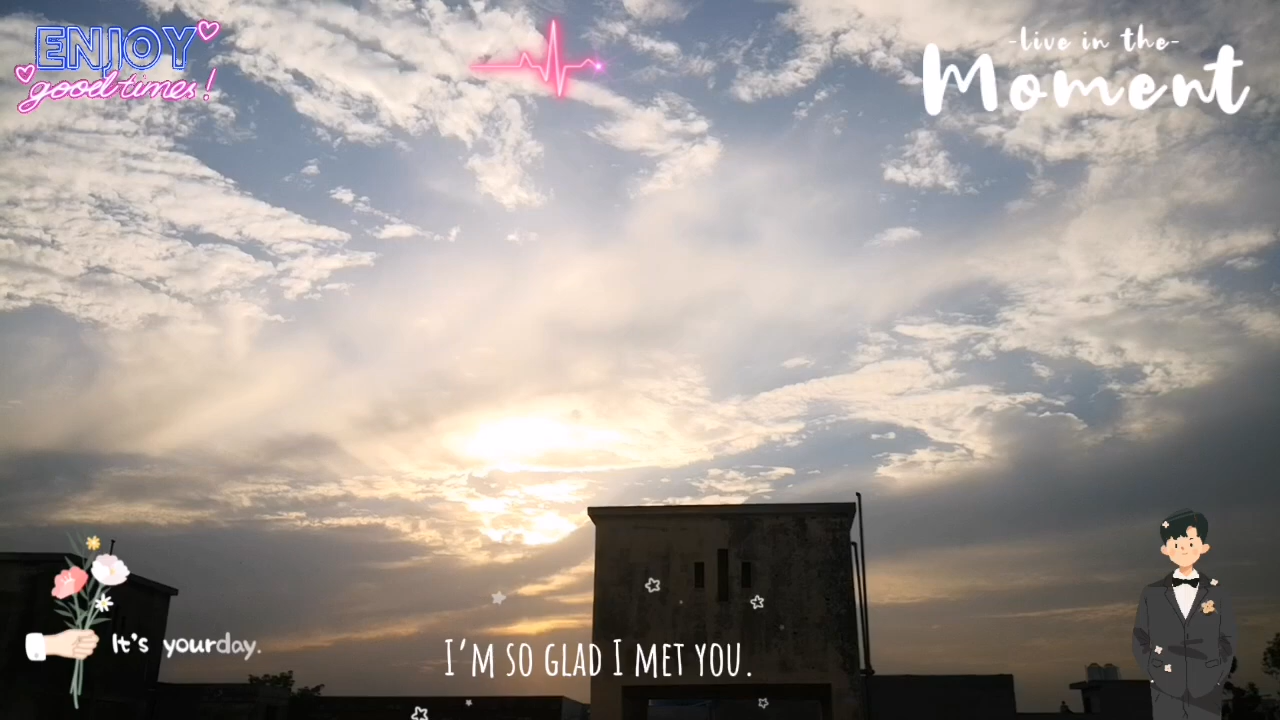 ENJOY
good times!
-live in the-
Moment
It's yourday.
I'M SO GLAD I MET YOU.